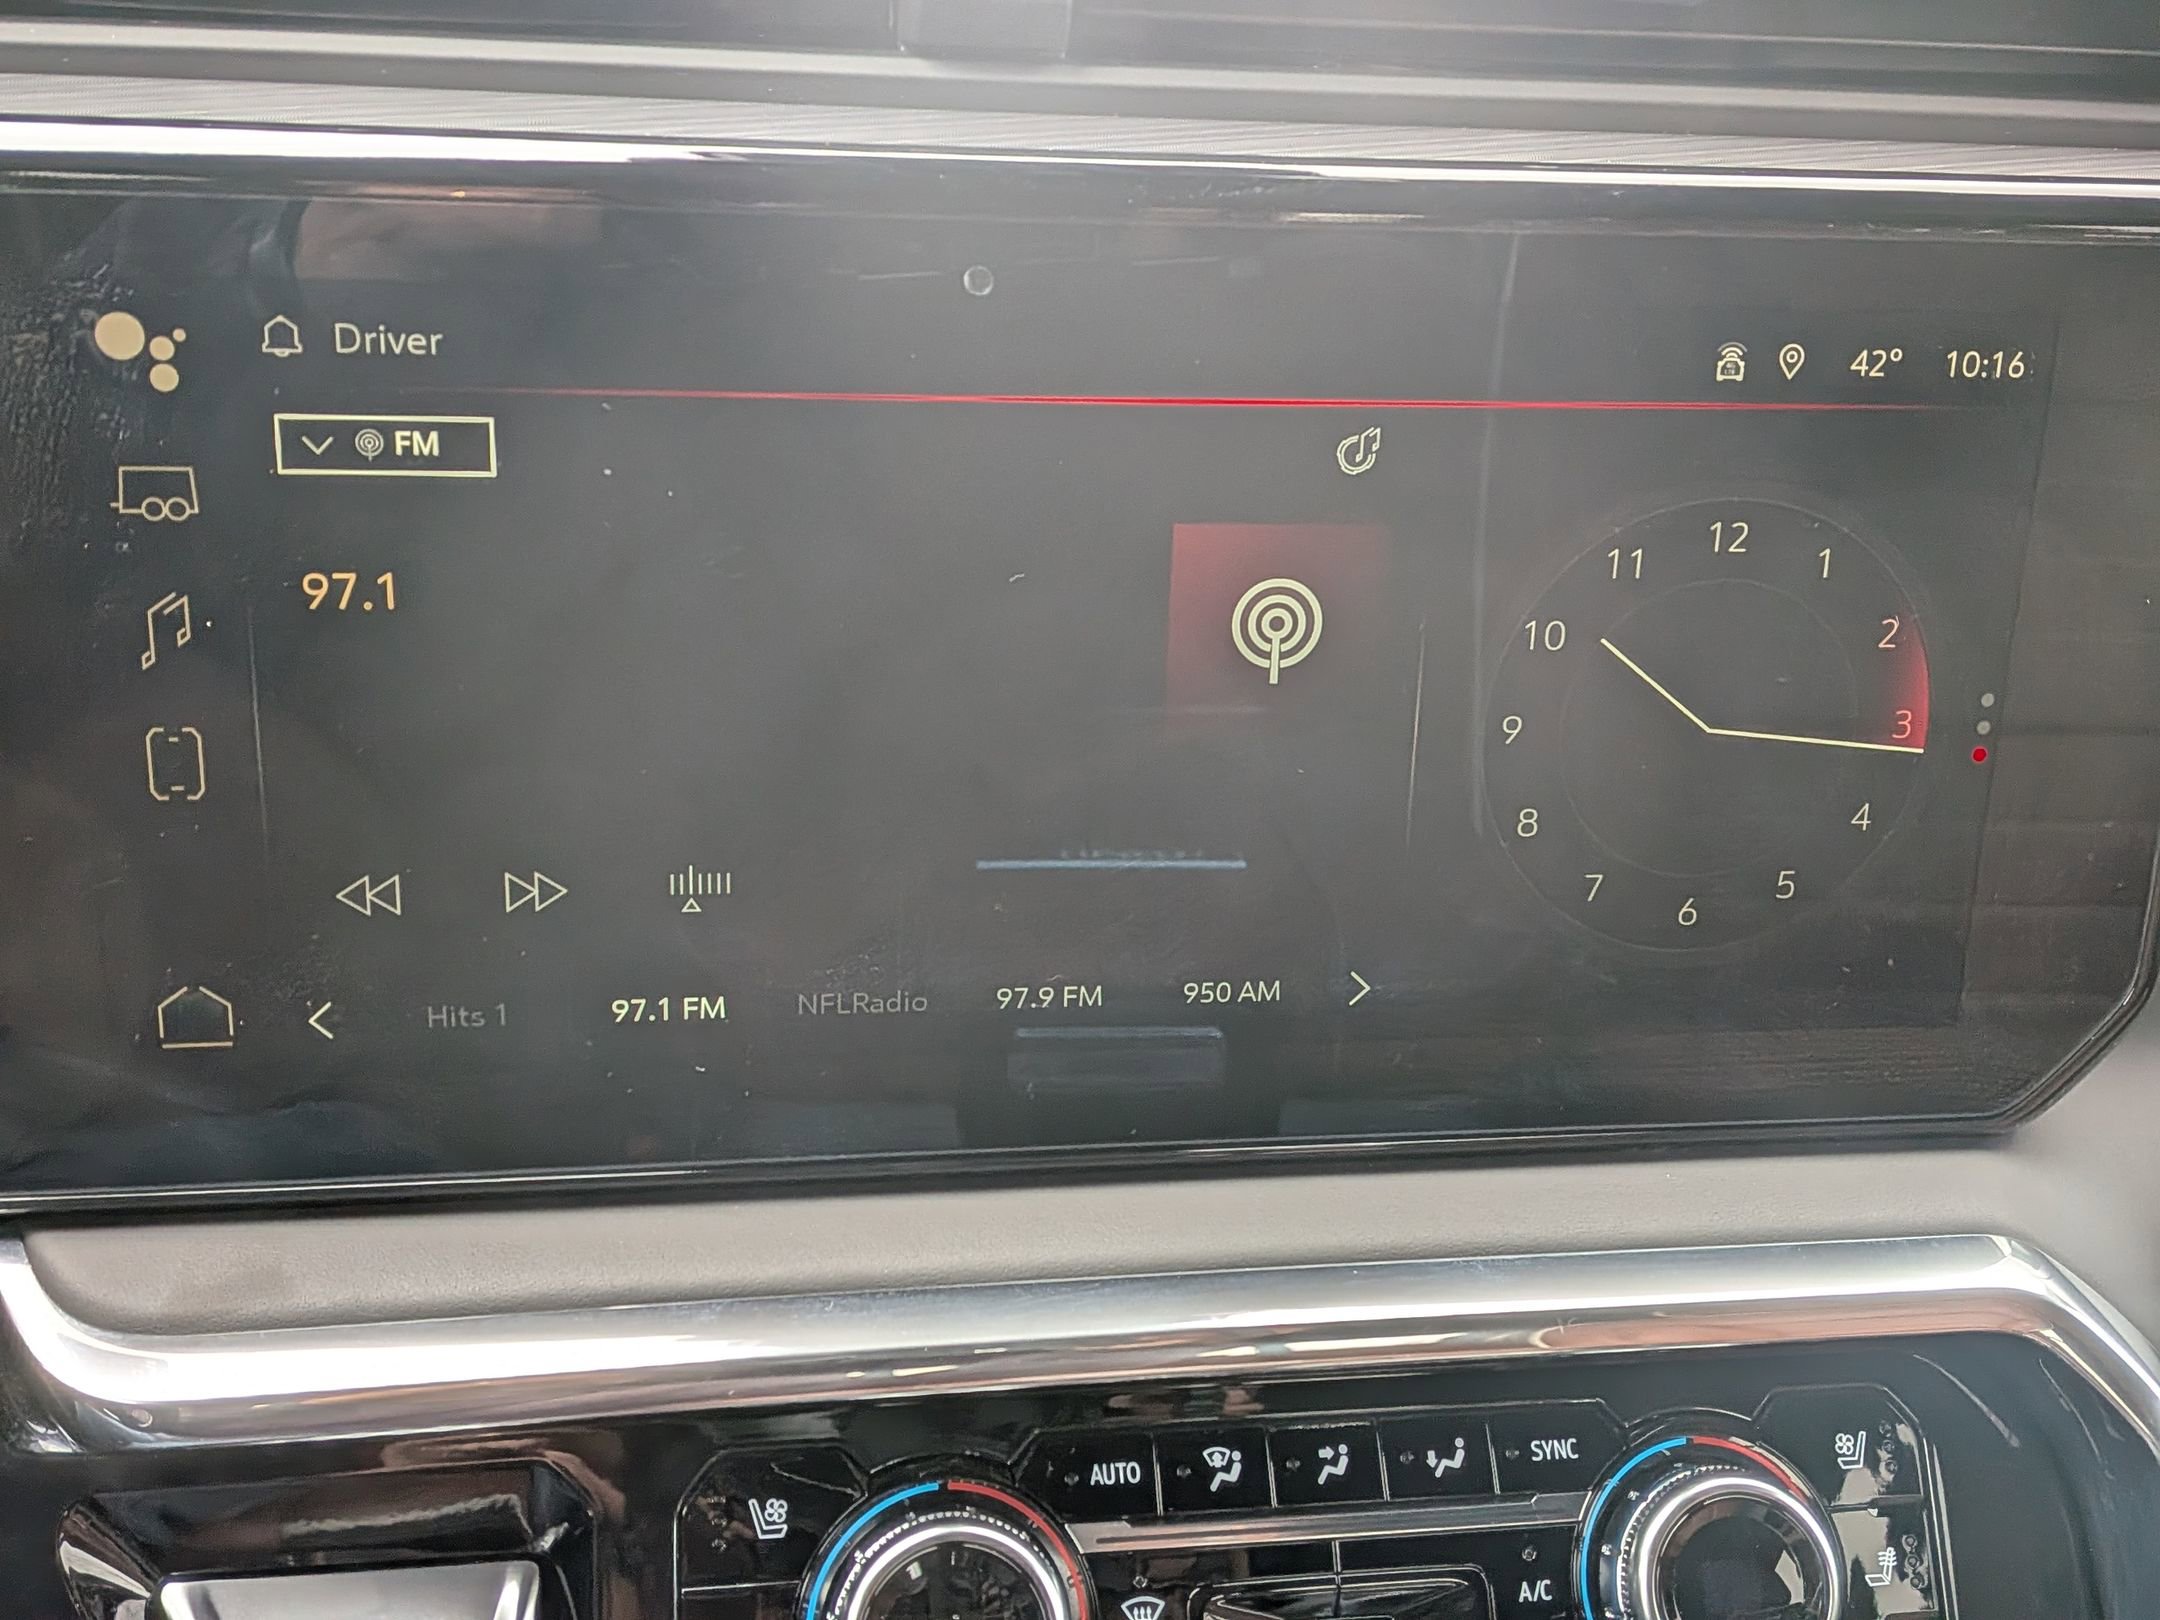 Driver
42° 10:16
FM
97.1
12
11 1
10 2
9 3
8 4
7 5
6
Hits 1 97.1 FM NFLRadio 97.9 FM 950 AM
AUTO SYNC
A/C